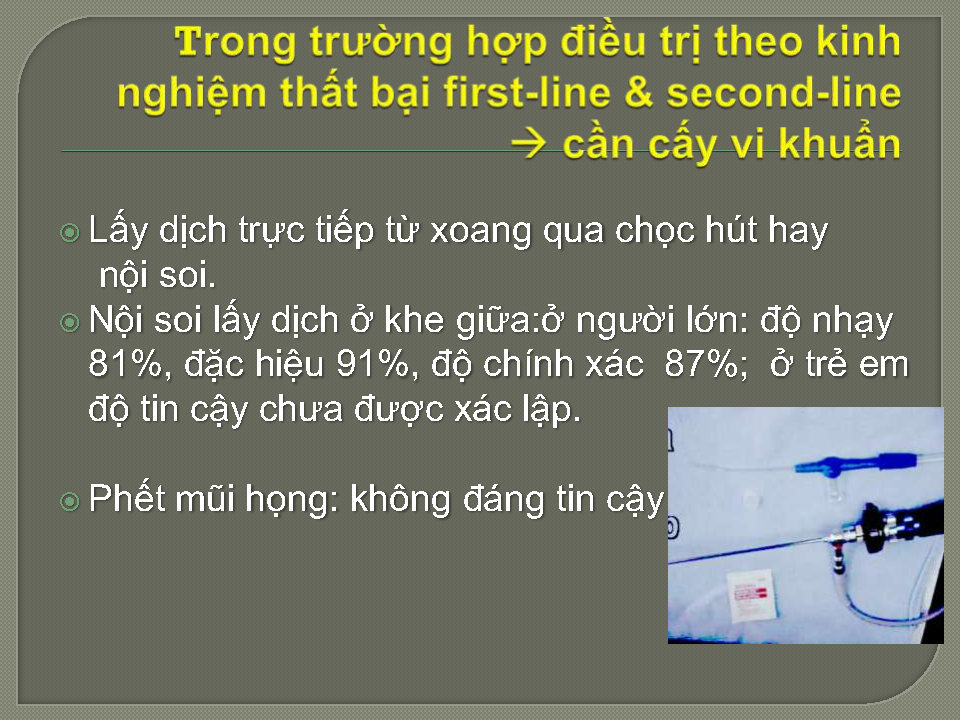 Trong trường hợp điều trị theo kinh
nghiệm thất bại first-line & second-line
→ cần cấy vi khuẩn
Lấy dịch trực tiếp từ xoang qua chọc hút hay
nội soi.
Nội soi lấy dịch ở khe giữa:ở người lớn: độ nhạy
81%, đặc hiệu 91%, độ chính xác 87%; ở trẻ em
độ tin cậy chưa được xác lập.
Phết mũi họng: không đáng tin cậy